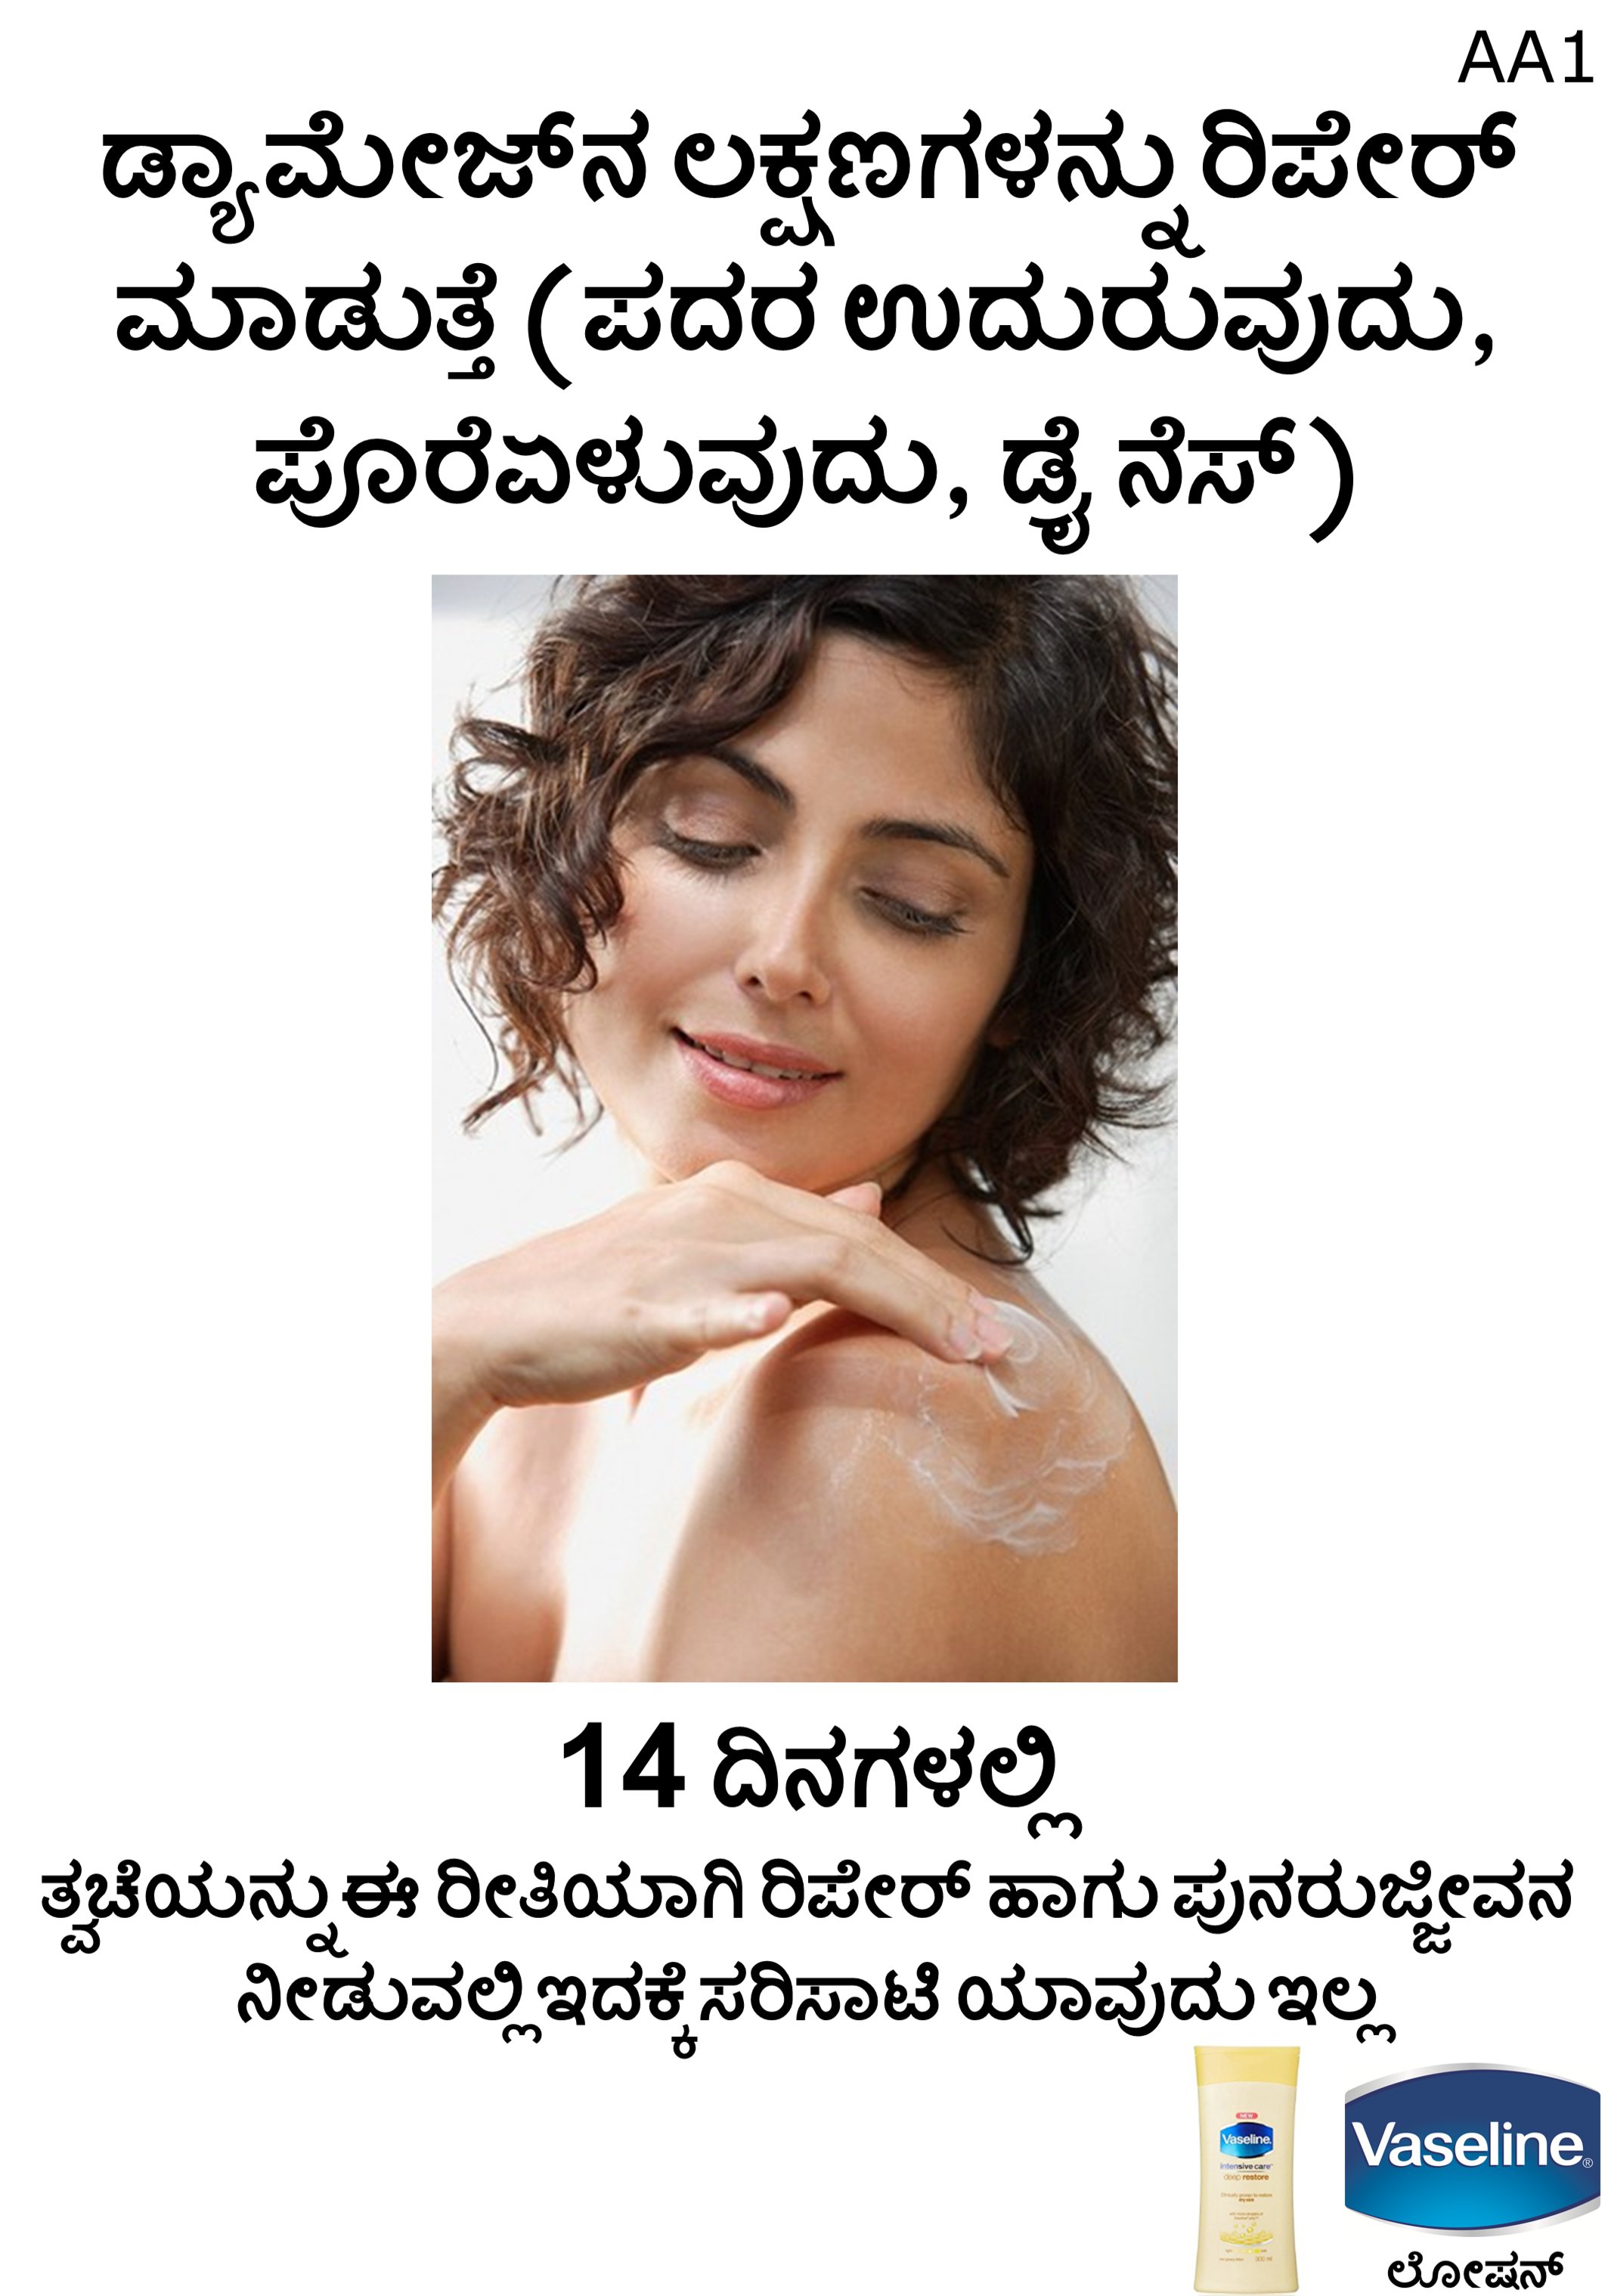 AA1
ಡ್ಯಾಮೇಜ್‌ನ ಲಕ್ಷಣಗಳನ್ನು ರಿಪೇರ್
ಮಾಡುತ್ತೆ (ಪದರ ಉದುರುವುದು,
ಪೊರೆಏಳುವುದು, ಡ್ರೈ ನೆಸ್)
14 ದಿನಗಳಲ್ಲಿ
ತ್ವಚೆಯನ್ನು ಈ ರೀತಿಯಾಗಿ ರಿಪೇರ್ ಹಾಗು ಪುನರುಜ್ಜೀವನ
ನೀಡುವಲ್ಲಿ ಇದಕ್ಕೆ ಸರಿಸಾಟಿ ಯಾವುದು ಇಲ್ಲ
NEW
Vaseline
intensive care
deep restore
Vaseline®
ಲೋಷನ್